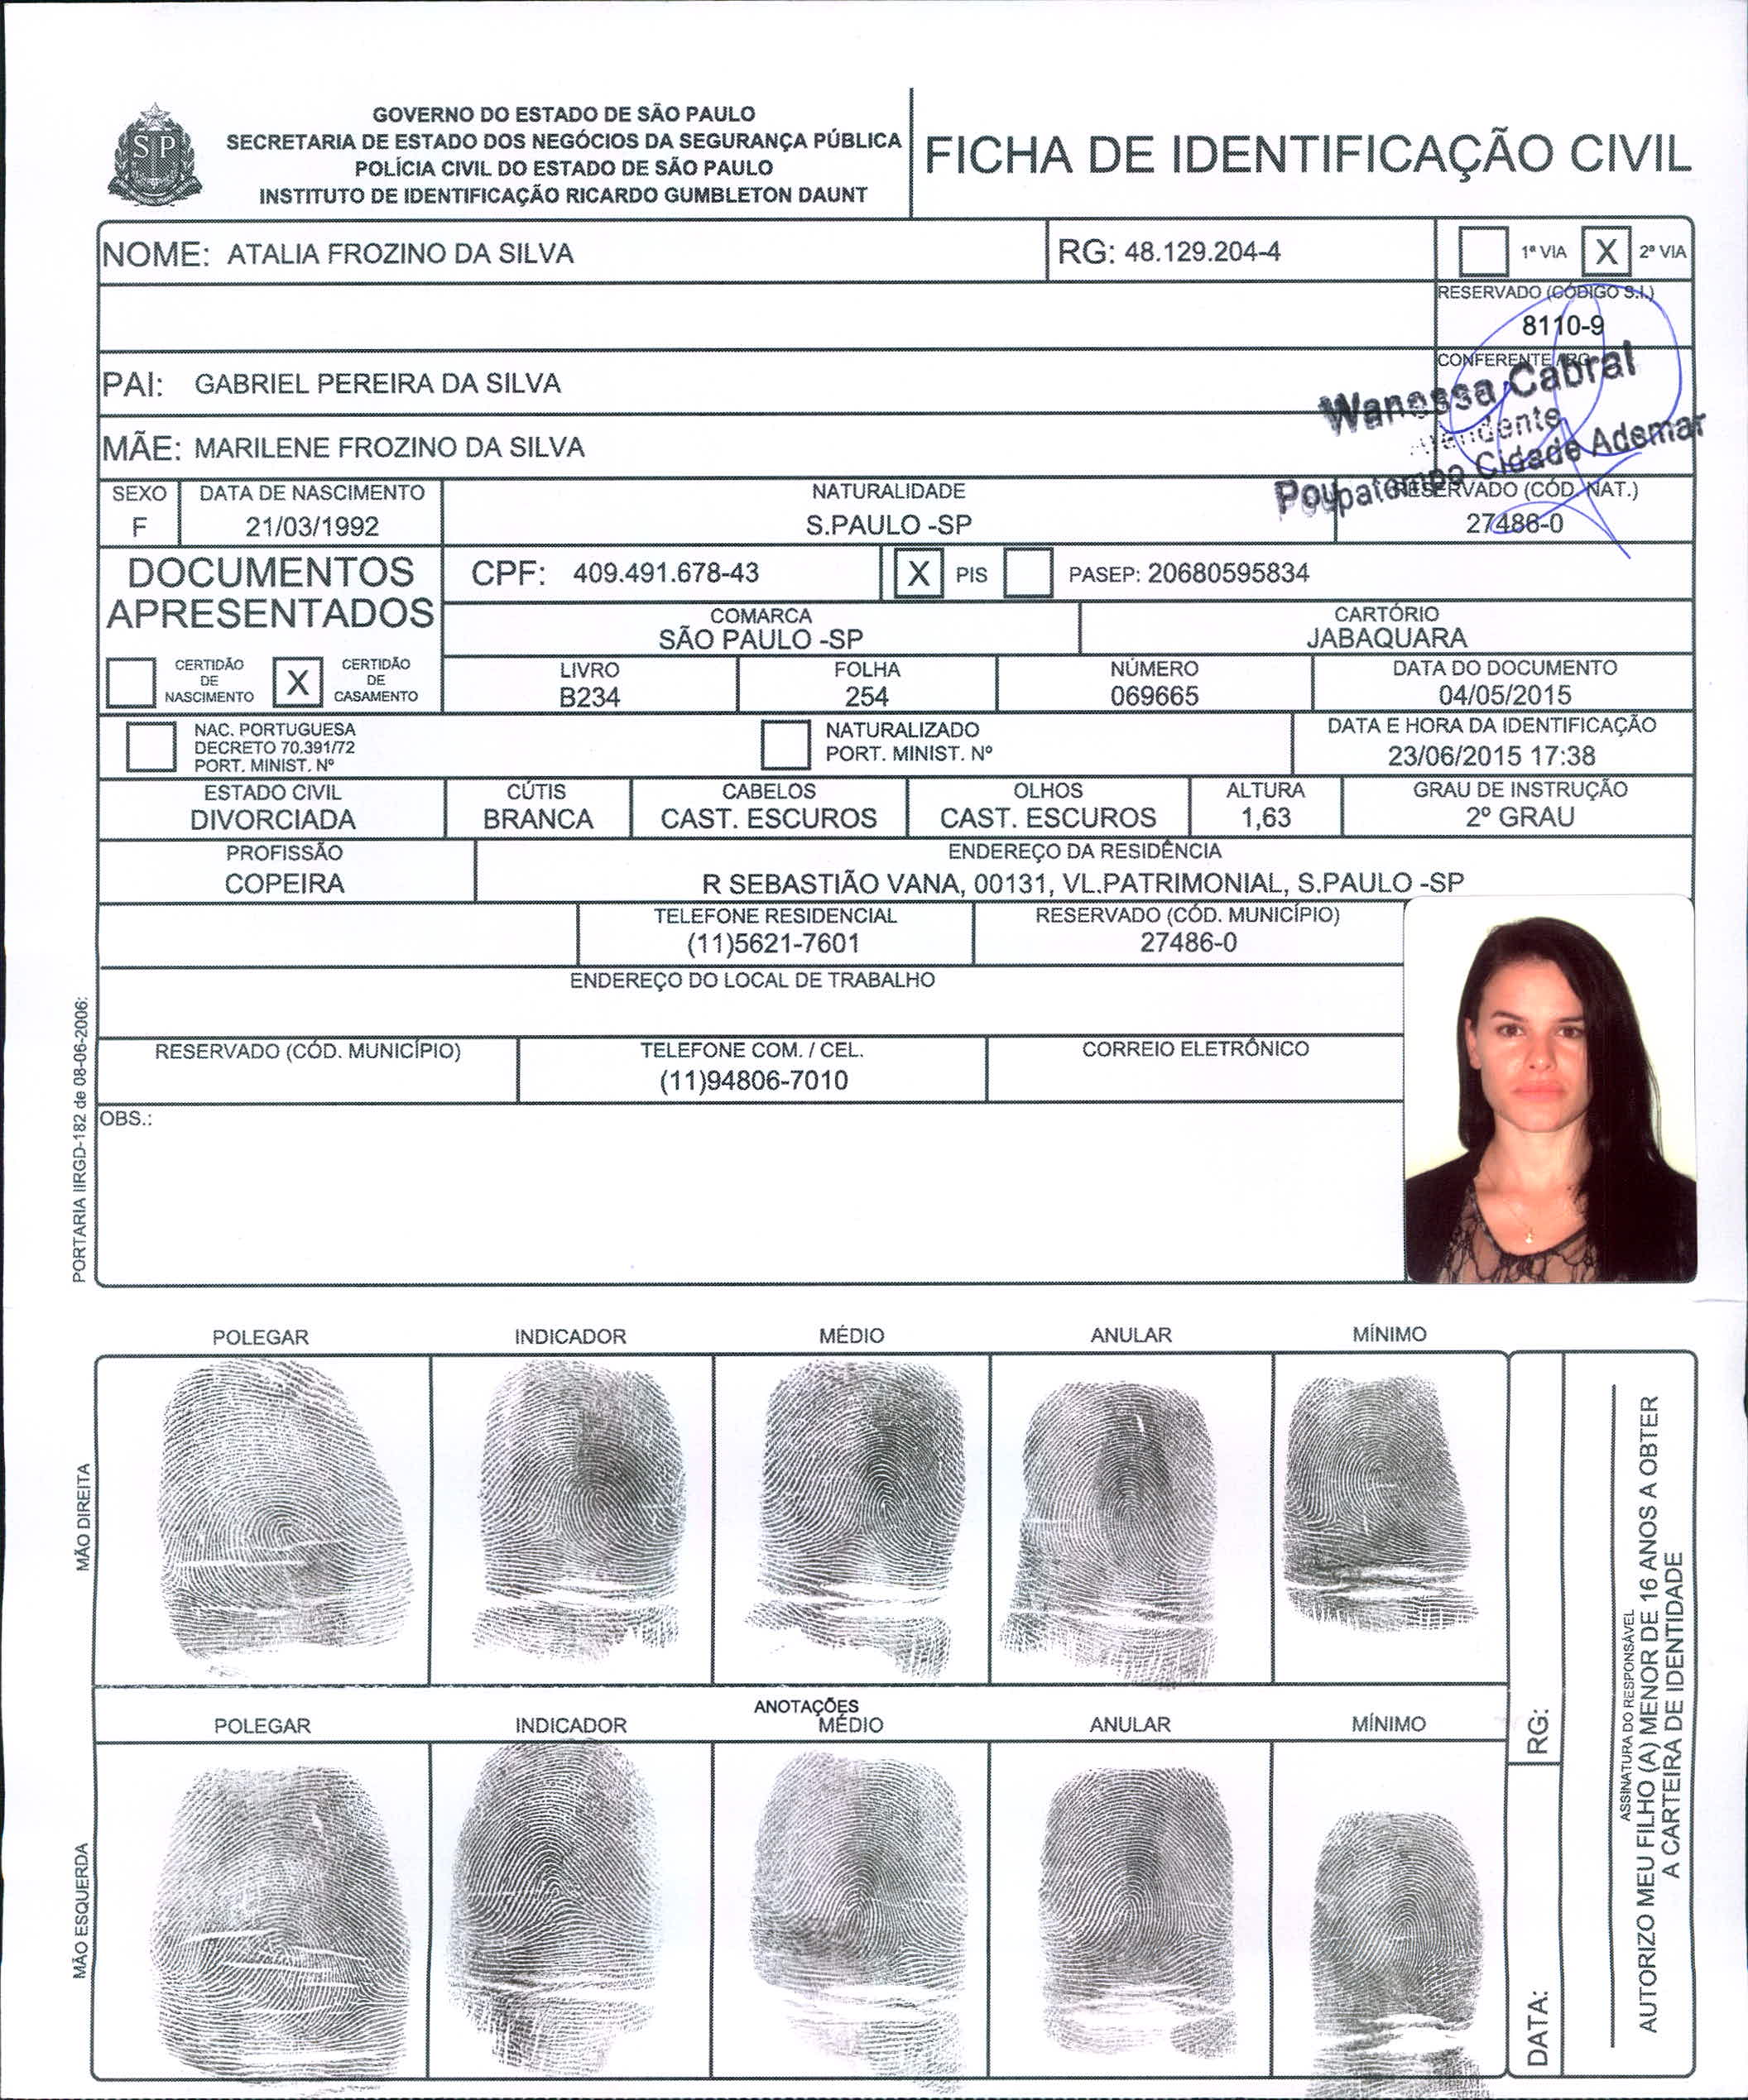 GOVERNO DO ESTADO DE SÃO PAULO
SECRETARIA DE ESTADO DOS NEGÓCIOS DA SEGURANÇA PÚBLICA
POLÍCIA CIVIL DO ESTADO DE SÃO PAULO
INSTITUTO DE IDENTIFICAÇÃO RICARDO GUMBLETON DAUNT
SP
FICHA DE IDENTIFICAÇÃO CIVIL
NOME: ATALIA FROZINO DA SILVA RG: 48.129.204-4 1ª VIA X 2ª VIA
RESERVADO (CÓDIGO S.I.)
8110-9
PAI: GABRIEL PEREIRA DA SILVA CONFERENTE
Wanessa Cabral
Atendente
Poupatempo Cidade Ademar
MÃE: MARILENE FROZINO DA SILVA
SEXO DATA DE NASCIMENTO NATURALIDADE RESERVADO (CÓD. NAT.)
F 21/03/1992 S.PAULO -SP 27486-0
DOCUMENTOS
APRESENTADOS
CPF: 409.491.678-43 X PIS PASEP: 20680595834
COMARCA CARTÓRIO
SÃO PAULO -SP JABAQUARA
CERTIDÃO DE NASCIMENTO X CERTIDÃO DE CASAMENTO
LIVRO FOLHA NÚMERO DATA DO DOCUMENTO
B234 254 069665 04/05/2015
NAC. PORTUGUESA
DECRETO 70.391/72
PORT. MINIST. Nº
NATURALIZADO
PORT. MINIST. Nº
DATA E HORA DA IDENTIFICAÇÃO
23/06/2015 17:38
ESTADO CIVIL CÚTIS CABELOS OLHOS ALTURA GRAU DE INSTRUÇÃO
DIVORCIADA BRANCA CAST. ESCUROS CAST. ESCUROS 1,63 2º GRAU
PROFISSÃO ENDEREÇO DA RESIDÊNCIA
COPEIRA R SEBASTIÃO VANA, 00131, VL.PATRIMONIAL, S.PAULO -SP
TELEFONE RESIDENCIAL RESERVADO (CÓD. MUNICÍPIO)
(11)5621-7601 27486-0
ENDEREÇO DO LOCAL DE TRABALHO
RESERVADO (CÓD. MUNICÍPIO) TELEFONE COM. / CEL. CORREIO ELETRÔNICO
(11)94806-7010
OBS.:
PORTARIA IIRGD-182 de 08-06-2006:
POLEGAR INDICADOR MÉDIO ANULAR MÍNIMO
MÃO DIREITA
ANOTAÇÕES
POLEGAR INDICADOR MÉDIO ANULAR MÍNIMO
MÃO ESQUERDA
RG:
DATA:
ASSINATURA DO RESPONSÁVEL
AUTORIZO MEU FILHO (A) MENOR DE 16 ANOS A OBTER
A CARTEIRA DE IDENTIDADE